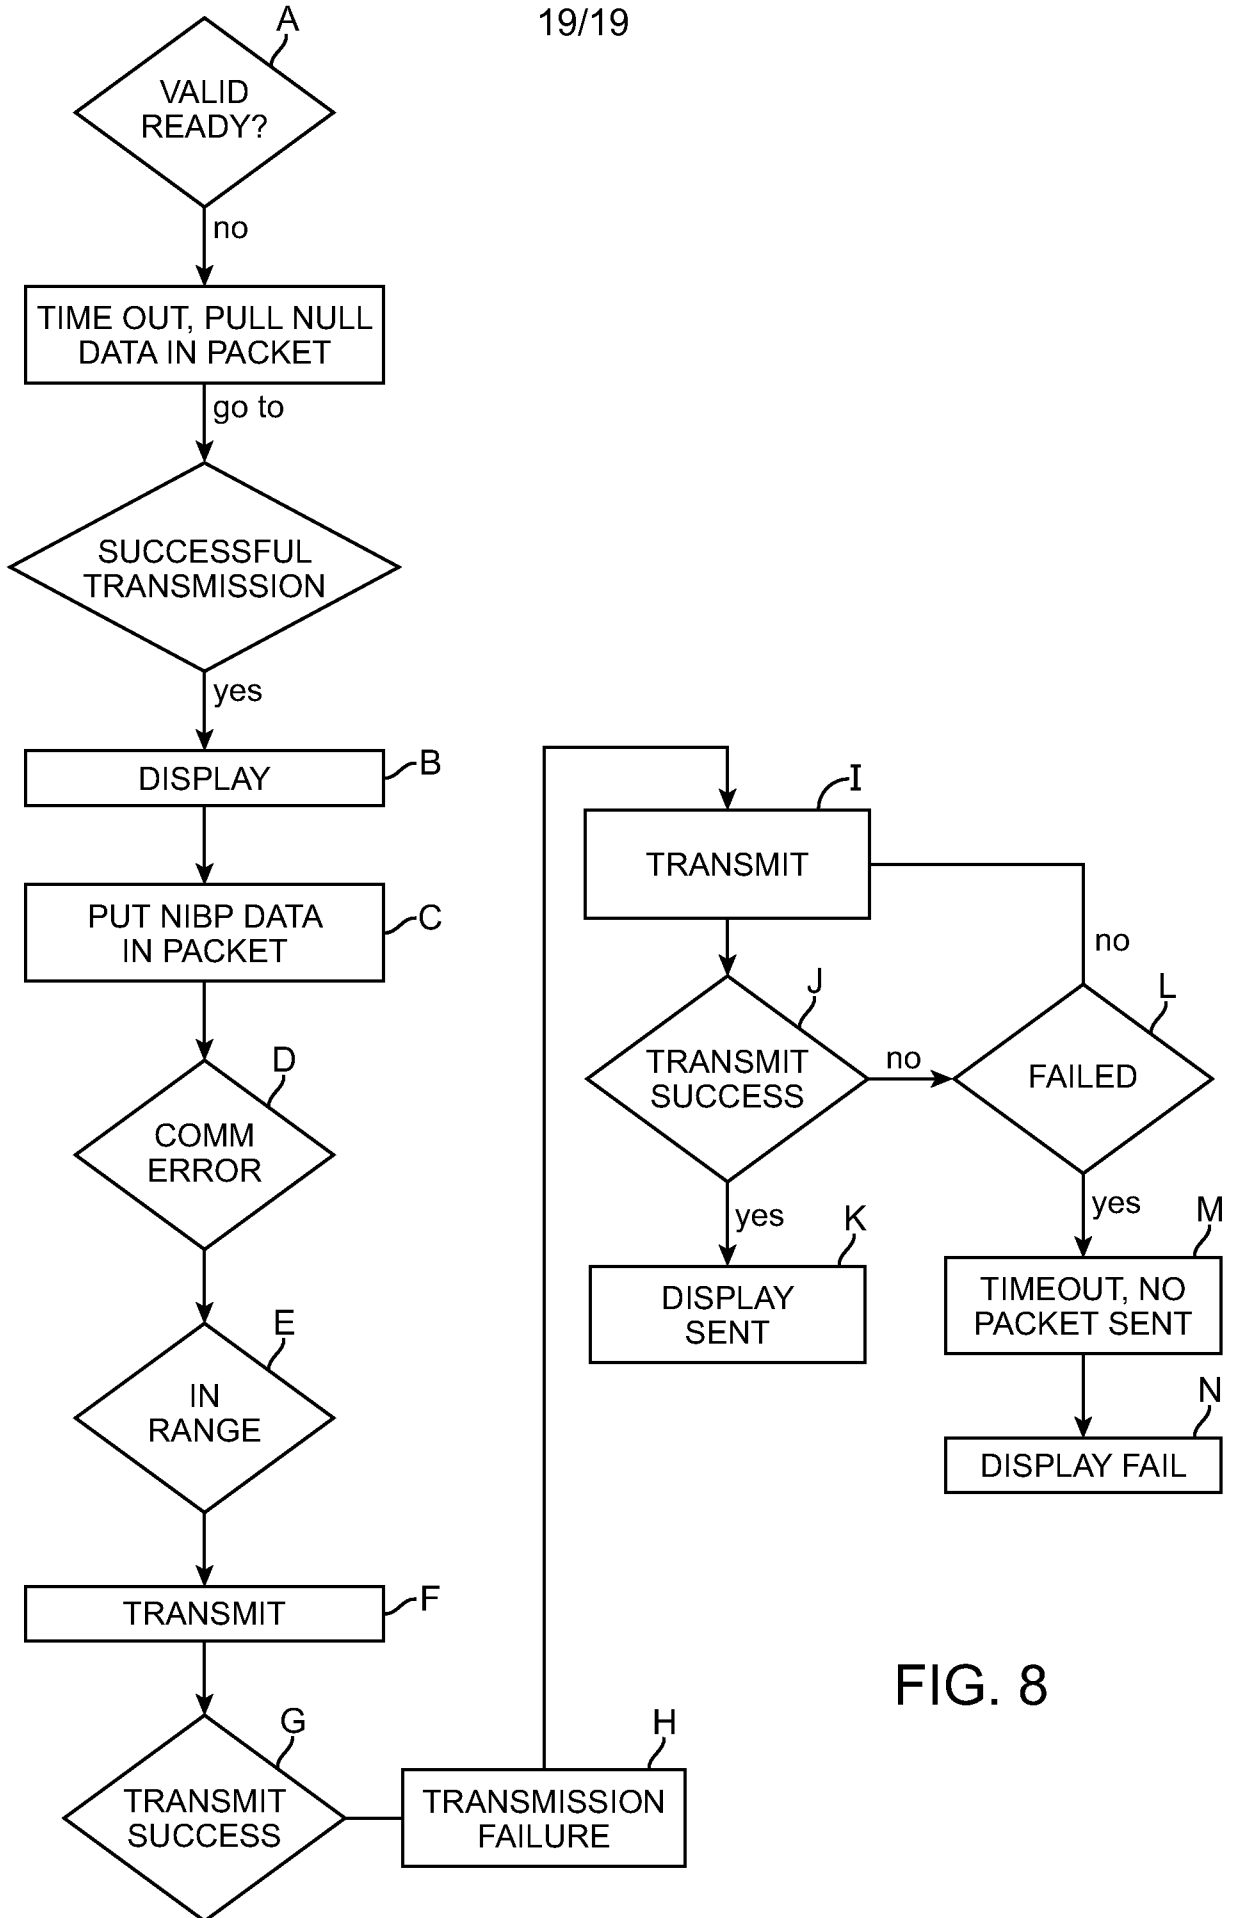 19/19
A
VALID
READY?
no
TIME OUT, PULL NULL
DATA IN PACKET
go to
SUCCESSFUL
TRANSMISSION
yes
DISPLAY
B
PUT NIBP DATA
IN PACKET
C
D
COMM
ERROR
E
IN
RANGE
TRANSMIT
F
G
TRANSMIT
SUCCESS
H
TRANSMISSION
FAILURE
I
TRANSMIT
no
J
TRANSMIT
SUCCESS
no
L
FAILED
yes
K
DISPLAY
SENT
yes
M
TIMEOUT, NO
PACKET SENT
N
DISPLAY FAIL
FIG. 8